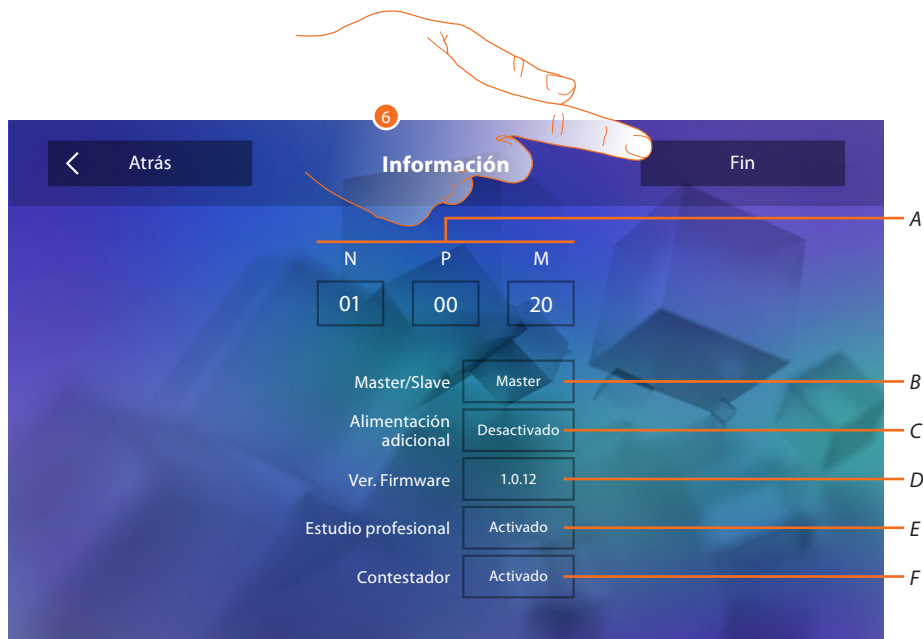 6
Atrás
Información
Fin
A
N P M
01 00 20
Master/Slave Master B
Alimentación
adicional
Desactivado C
Ver. Firmware 1.0.12 D
Estudio profesional Activado E
Contestador Activado F